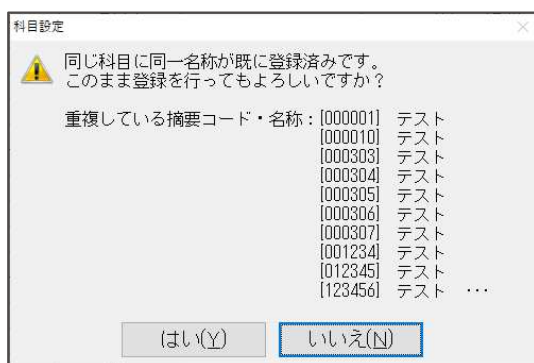 科目設定
同じ科目に同一名称が既に登録済みです。
このまま登録を行ってもよろしいですか？
重複している摘要コード・名称：[000001] テスト
[000010] テスト
[000303] テスト
[000304] テスト
[000305] テスト
[000306] テスト
[000307] テスト
[001234] テスト
[012345] テスト
[123456] テスト ・・・
はい(Y) いいえ(N)